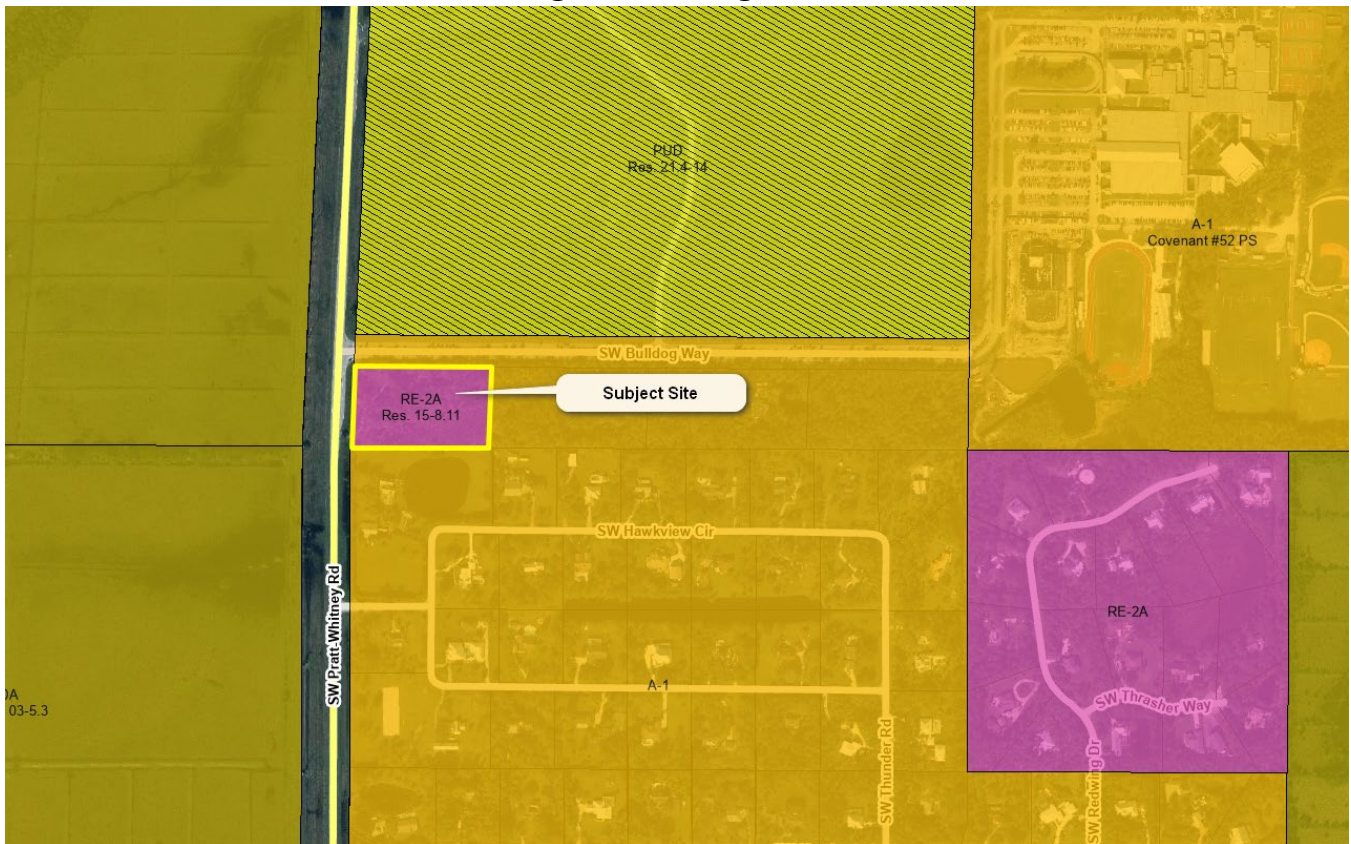 PUD
Res. 21.4-14
A-1
Covenant #52 PS
SW Bulldog Way
RE-2A
Res. 15-8.11
Subject Site
SW Hawkview Cir
SW Pratt-Whitney Rd
A-1
RE-2A
SW Thrasher Way
0A
03-5.3
SW Thunder Rd
SW Redwing Dr